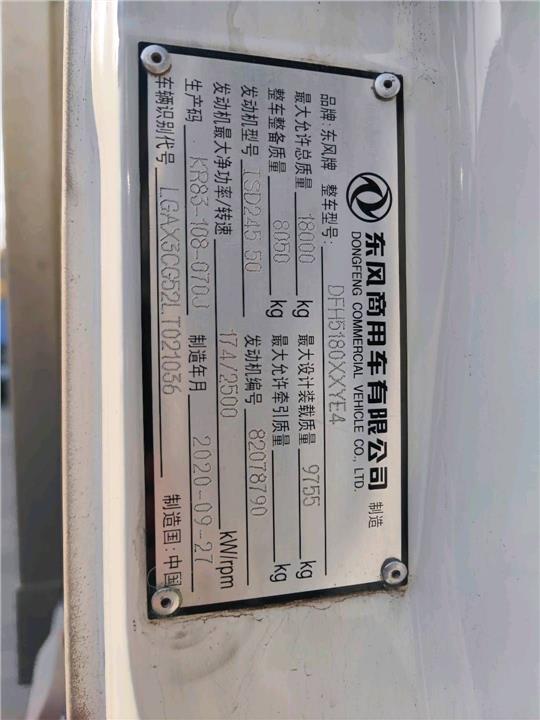 东风商用车有限公司 制造
DONGFENG COMMERCIAL VEHICLE CO., LTD.
品牌: 东风牌 整车型号: DFH5180XXYE4
最大允许总质量 18000 kg 最大设计装载质量 9755 kg
整车整备质量 8050 kg 最大允许牵引质量 kg
发动机型号 ISD245 50 发动机编号 82078790
发动机最大净功率/转速 174/2500 kW/rpm
生产码 KR83-108-070J 制造年月 2020-09-27
车辆识别代号 LGAX3CG52LT021036 制造国: 中国